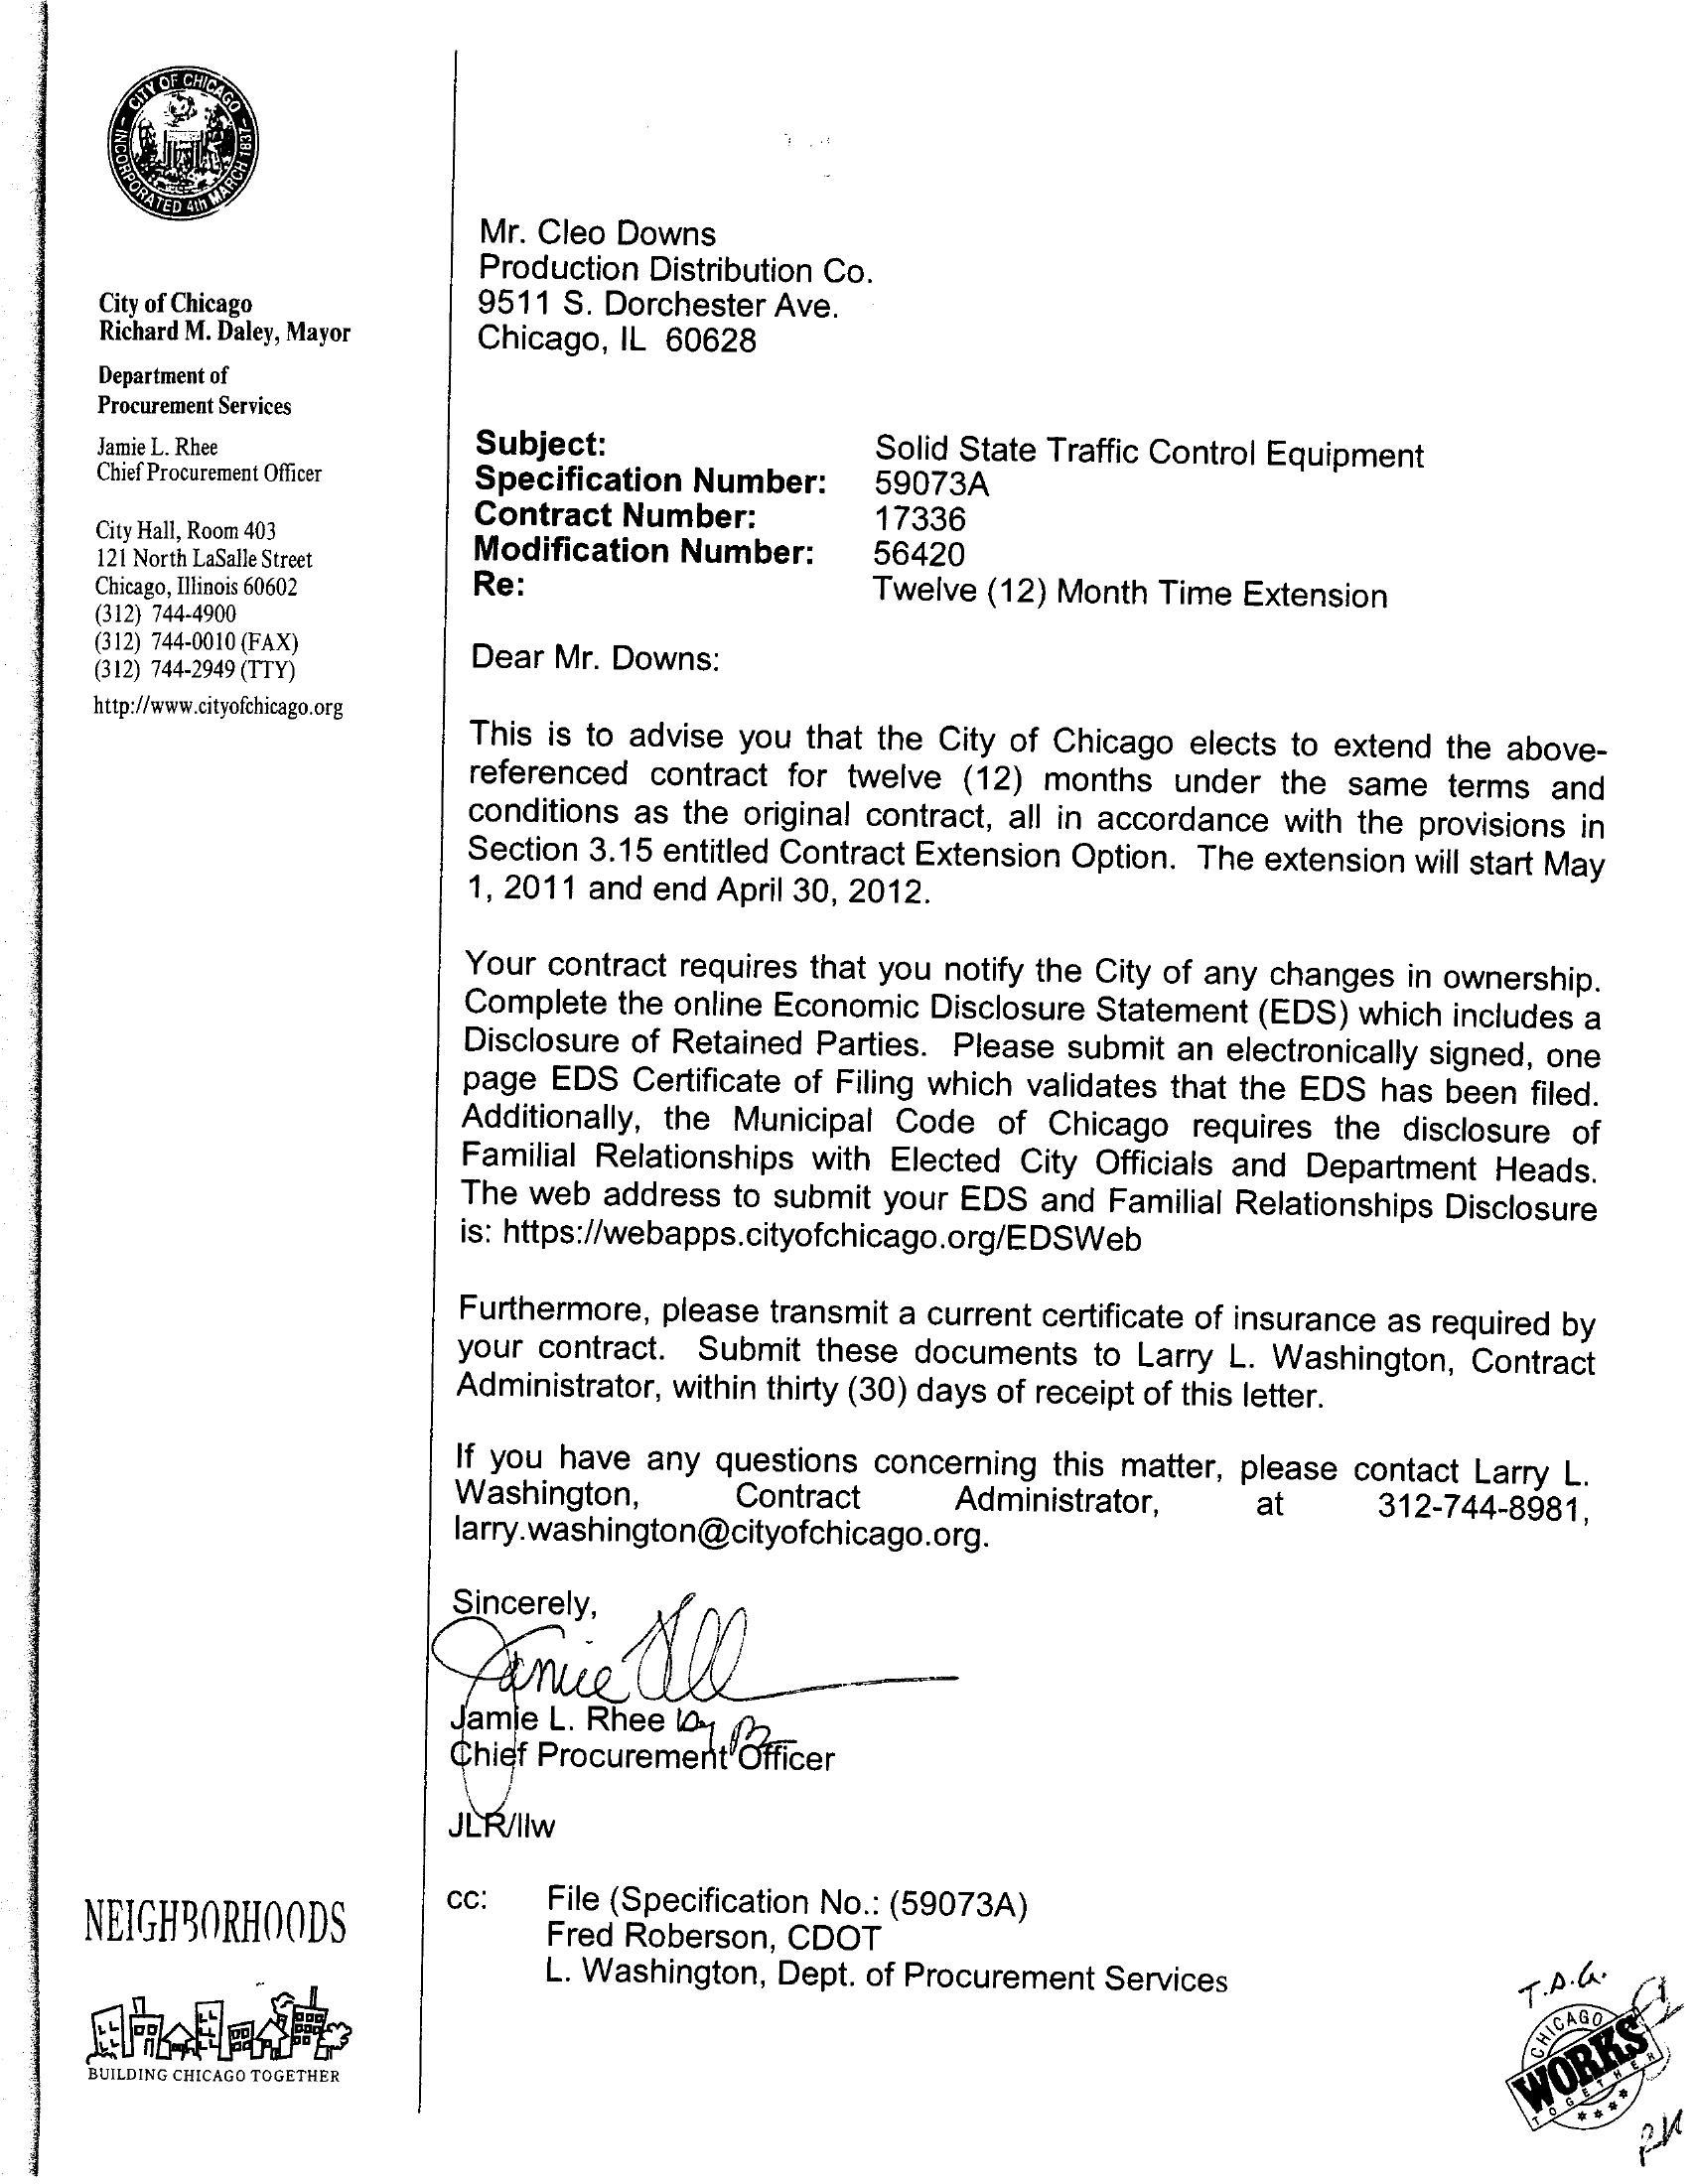 CITY OF CHICAGO
INCORPORATED 4th MARCH 1837
City of Chicago
Richard M. Daley, Mayor
Department of
Procurement Services
Jamie L. Rhee
Chief Procurement Officer
City Hall, Room 403
121 North LaSalle Street
Chicago, Illinois 60602
(312) 744-4900
(312) 744-0010 (FAX)
(312) 744-2949 (TTY)
http://www.cityofchicago.org
Mr. Cleo Downs
Production Distribution Co.
9511 S. Dorchester Ave.
Chicago, IL 60628
Subject: Solid State Traffic Control Equipment
Specification Number: 59073A
Contract Number: 17336
Modification Number: 56420
Re: Twelve (12) Month Time Extension
Dear Mr. Downs:
This is to advise you that the City of Chicago elects to extend the above-
referenced contract for twelve (12) months under the same terms and
conditions as the original contract, all in accordance with the provisions in
Section 3.15 entitled Contract Extension Option. The extension will start May
1, 2011 and end April 30, 2012.
Your contract requires that you notify the City of any changes in ownership.
Complete the online Economic Disclosure Statement (EDS) which includes a
Disclosure of Retained Parties. Please submit an electronically signed, one
page EDS Certificate of Filing which validates that the EDS has been filed.
Additionally, the Municipal Code of Chicago requires the disclosure of
Familial Relationships with Elected City Officials and Department Heads.
The web address to submit your EDS and Familial Relationships Disclosure
is: https://webapps.cityofchicago.org/EDSWeb
Furthermore, please transmit a current certificate of insurance as required by
your contract. Submit these documents to Larry L. Washington, Contract
Administrator, within thirty (30) days of receipt of this letter.
If you have any questions concerning this matter, please contact Larry L.
Washington, Contract Administrator, at 312-744-8981,
larry.washington@cityofchicago.org.
Sincerely,
Jamie L. Rhee by
Chief Procurement Officer
JLR/llw
cc: File (Specification No.: (59073A)
Fred Roberson, CDOT
L. Washington, Dept. of Procurement Services
NEIGHBORHOODS
BUILDING CHICAGO TOGETHER
CHICAGO
WORKS
TOGETHER